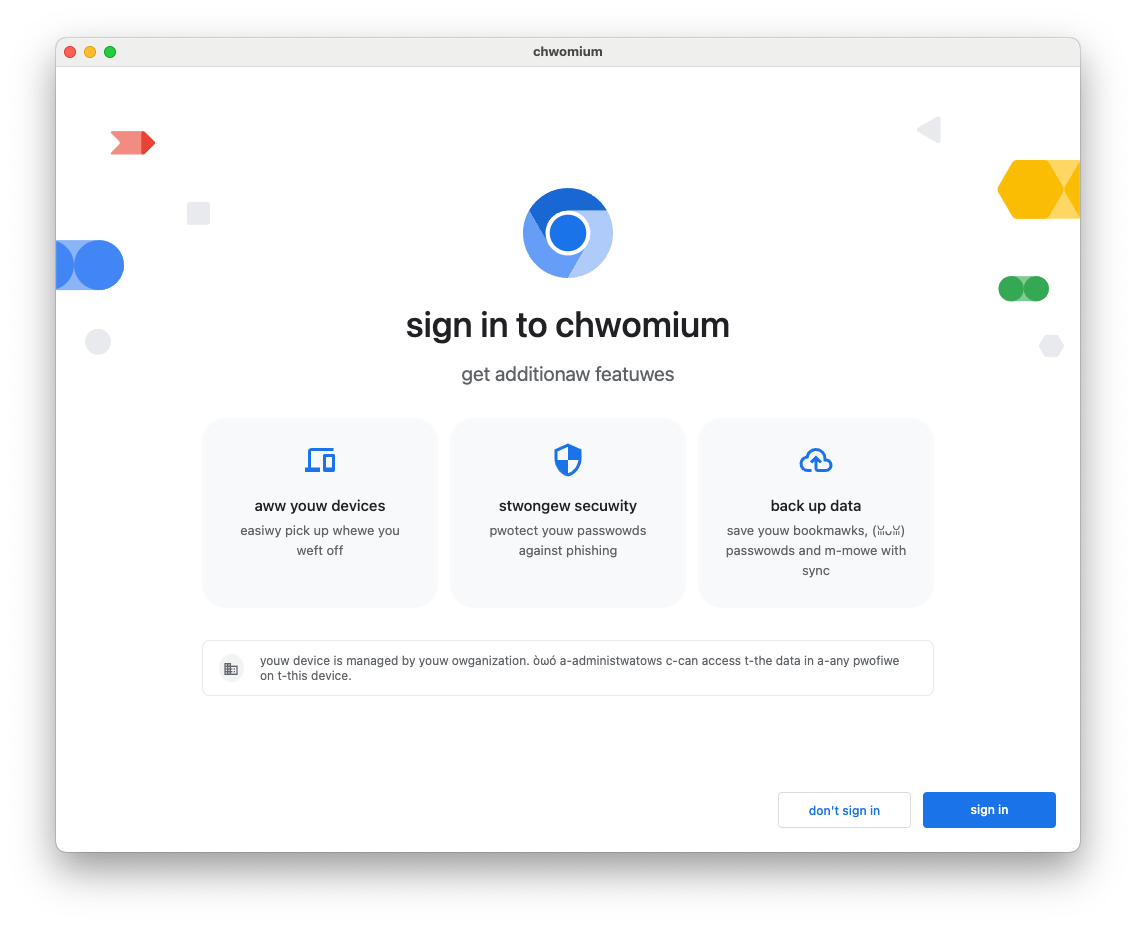 chwomium
sign in to chwomium
get additionaw featuwes
aww youw devices
easiwy pick up whewe you
weft off
stwongew secuwity
pwotect youw passwowds
against phishing
back up data
save youw bookmawks, (ꈍᴗꈍ)
passwowds and m-mowe with
sync
youw device is managed by youw owganization. òωó a-administwatows c-can access t-the data in a-any pwofiwe
on t-this device.
don't sign in
sign in